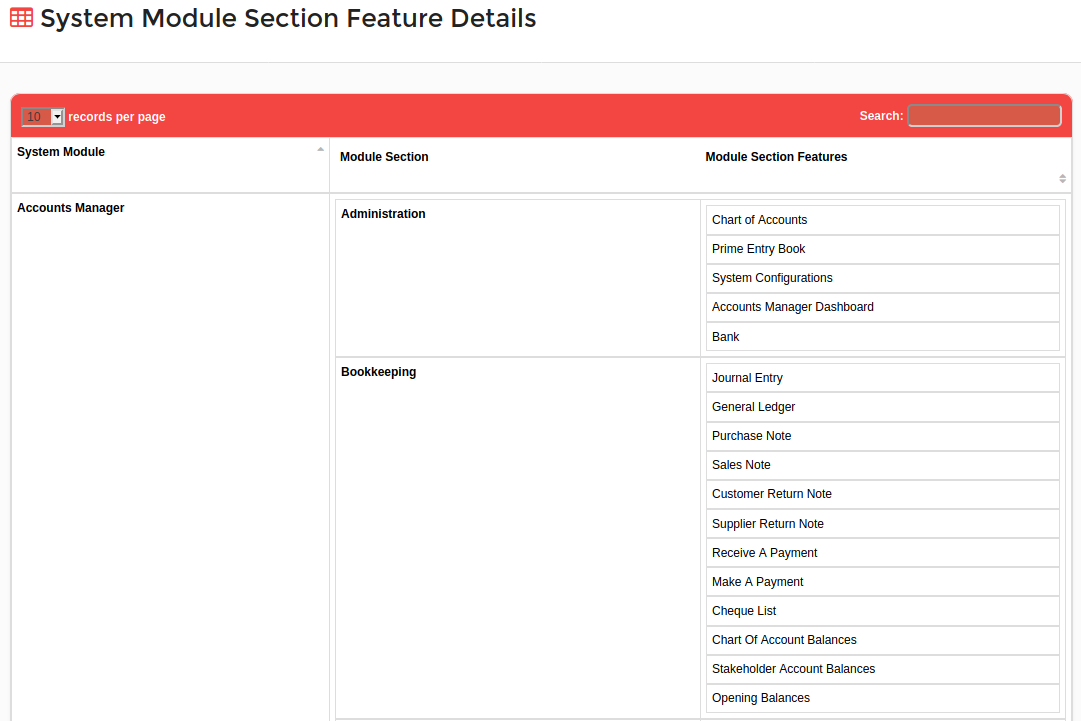 System Module Section Feature Details
10 records per page
Search:
System Module
Module Section
Module Section Features
Accounts Manager
Administration
Chart of Accounts
Prime Entry Book
System Configurations
Accounts Manager Dashboard
Bank
Bookkeeping
Journal Entry
General Ledger
Purchase Note
Sales Note
Customer Return Note
Supplier Return Note
Receive A Payment
Make A Payment
Cheque List
Chart Of Account Balances
Stakeholder Account Balances
Opening Balances